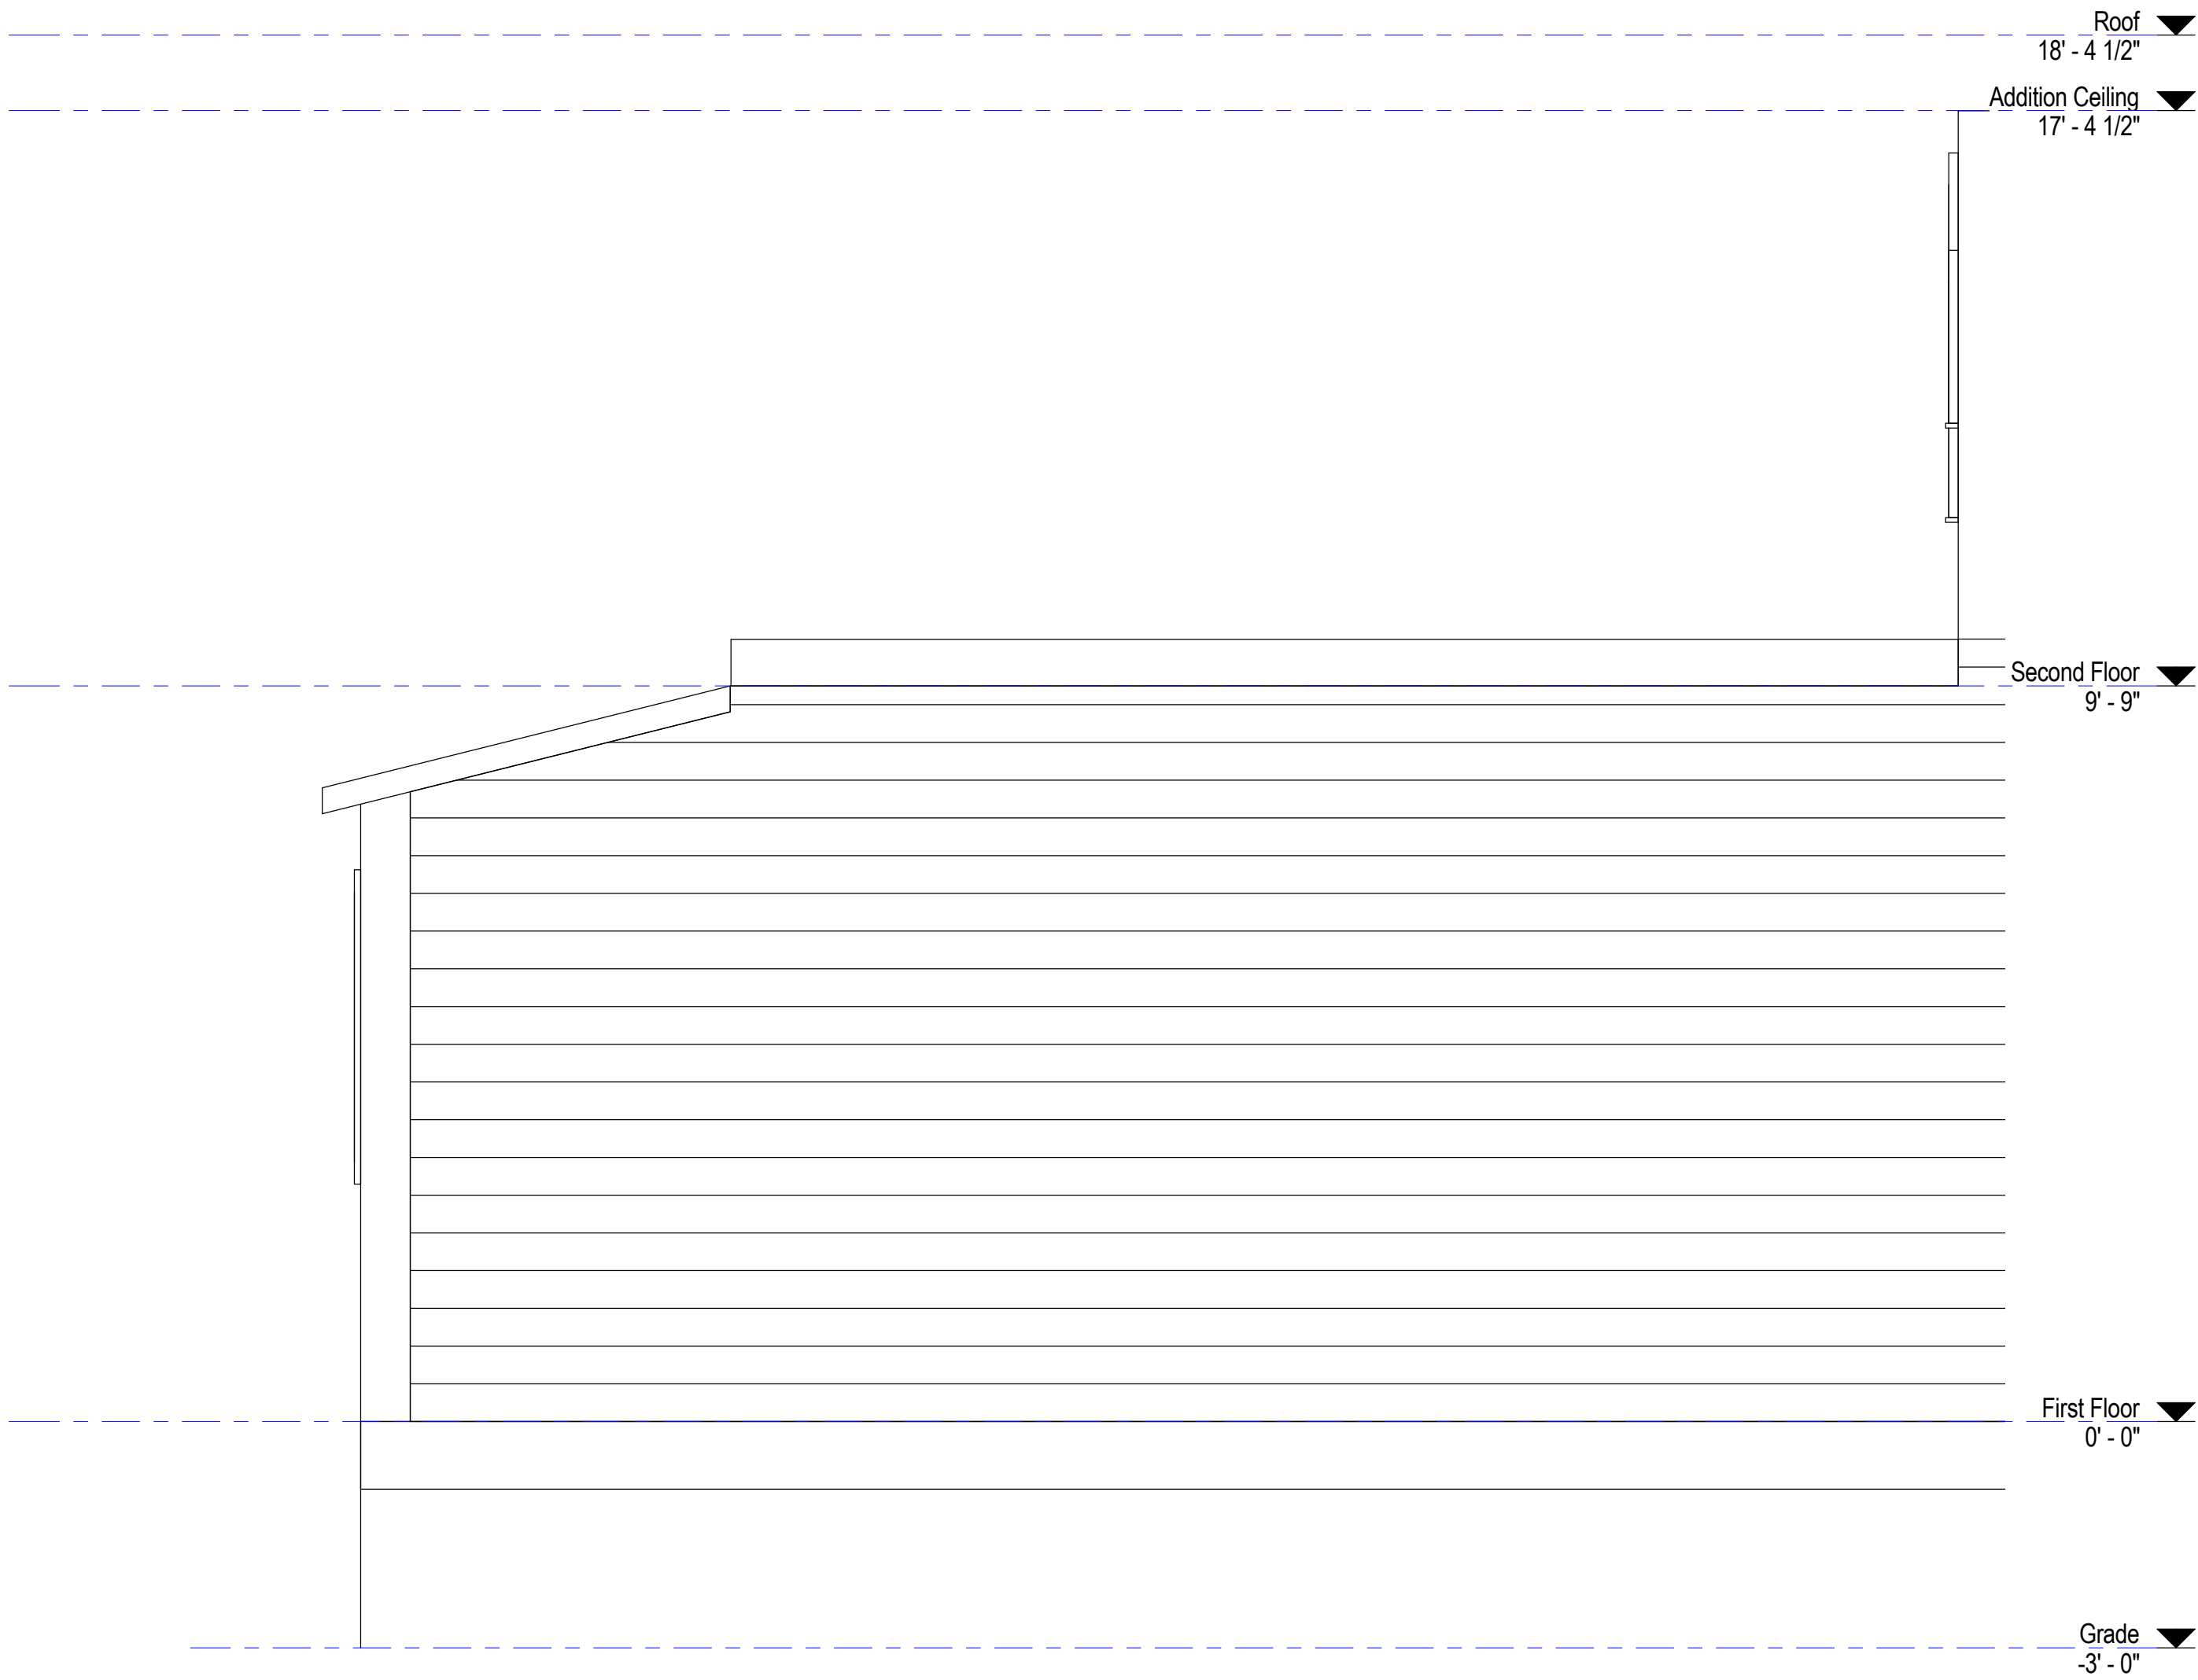 Roof
18' - 4 1/2"
Addition Ceiling
17' - 4 1/2"
Second Floor
9' - 9"
First Floor
0' - 0"
Grade
-3' - 0"